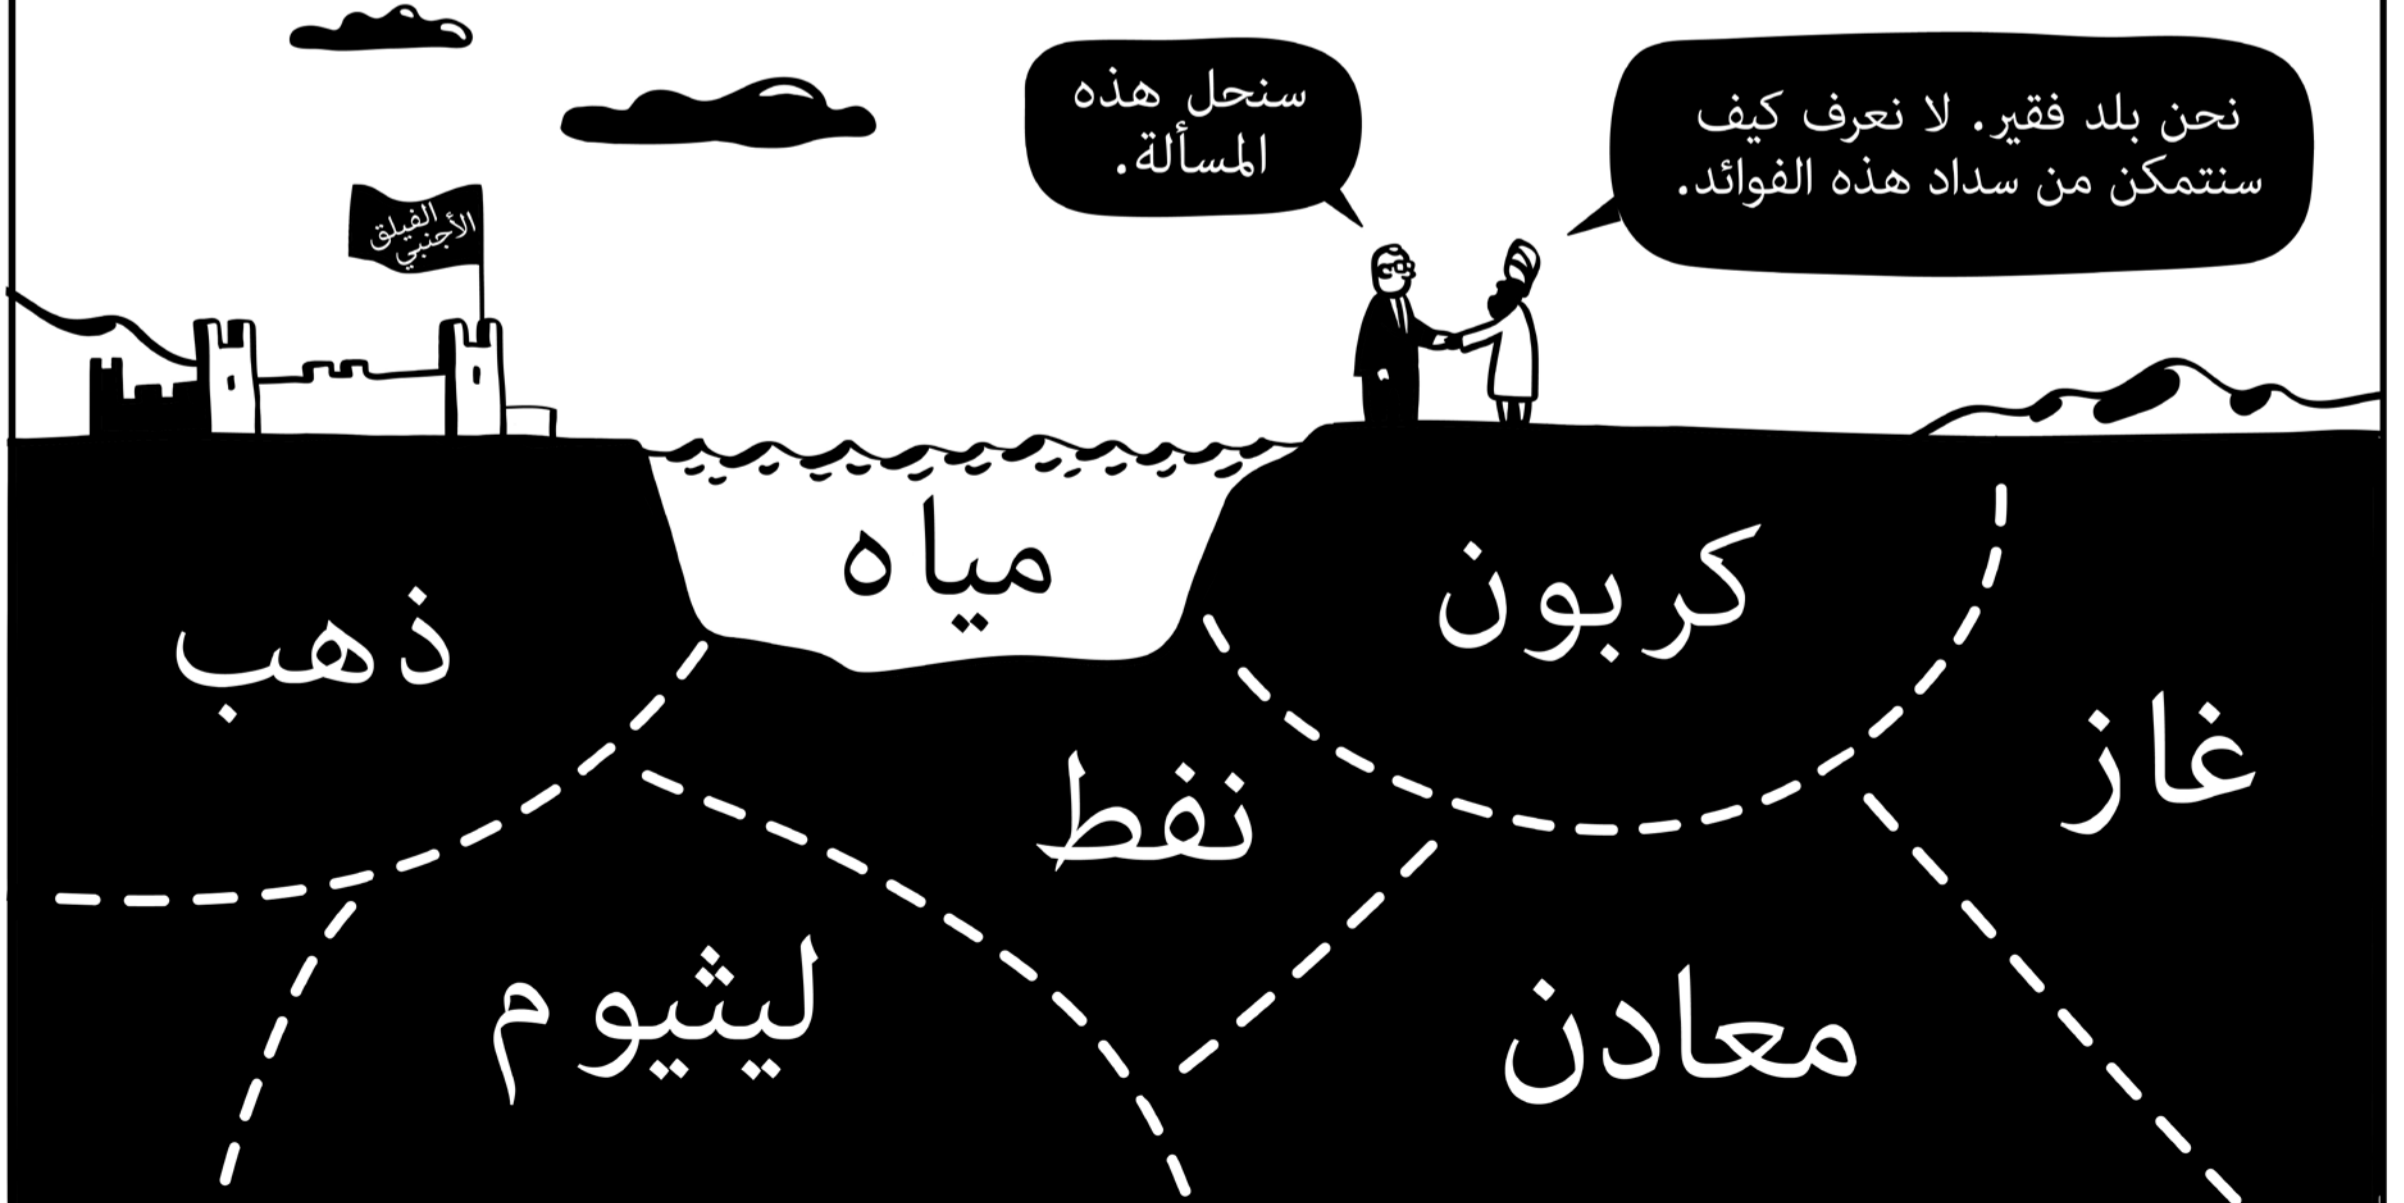 نحن بلد فقير. لا نعرف كيف
سنتمكن من سداد هذه الفوائد.
سنحل هذه
المسألة.
الفيلق
الأجنبي
مياه
كربون
ذهب
غاز
نفط
ليثيوم
معادن